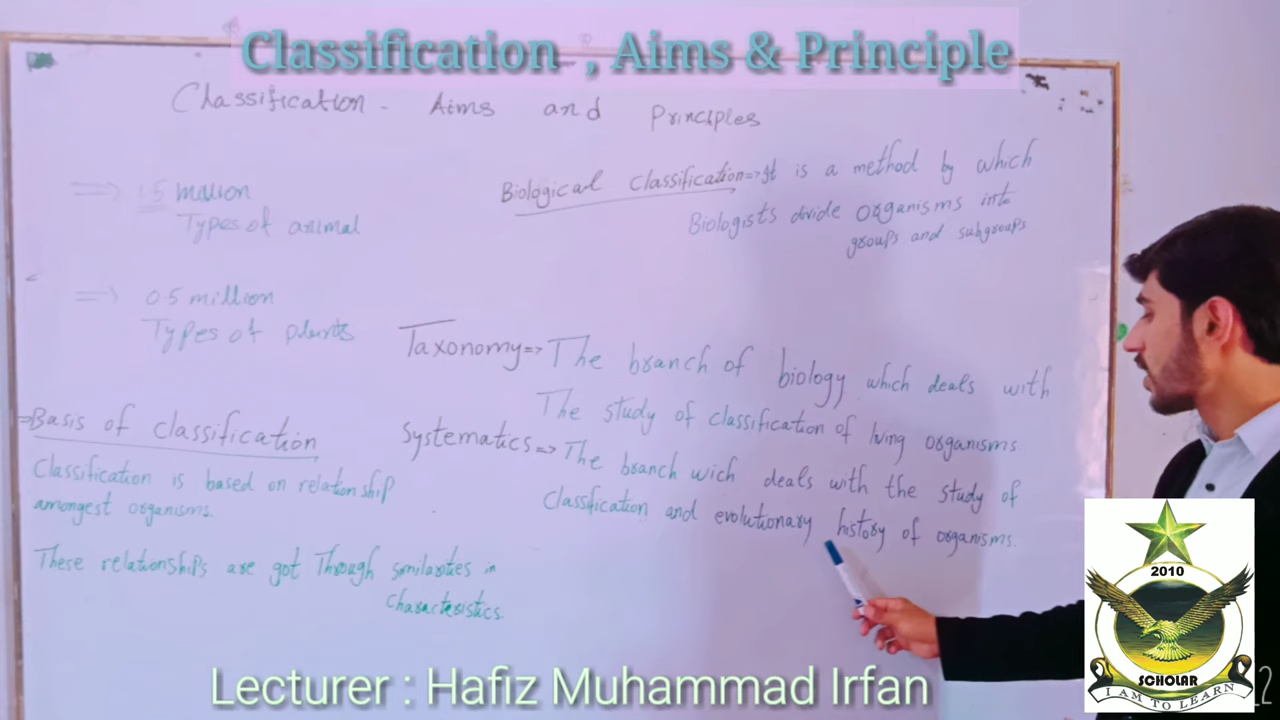 Classification , Aims & Principle
Classification - Aims and Principles
=> 1.5 million
Types of animal
Biological Classification => It is a method by which
Biologists divide organisms into
groups and subgroups
=> 0.5 million
Types of plants
Taxonomy => The branch of biology which deals with
The study of classification of living organisms.
Systematics => The branch wich deals with the study of
Classification and evolutionary history of organisms.
=> Basis of classification
Classification is based on relationship
amongest organisms.
These relationships are got Through similarities in
characteristics.
Lecturer : Hafiz Muhammad Irfan
2010
SCHOLAR
I AM TO LEARN